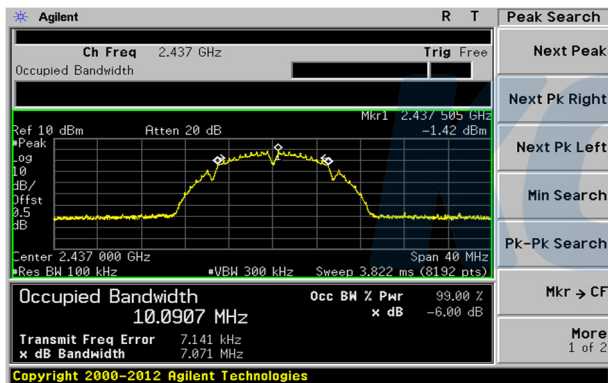 Agilent R T Peak Search
Ch Freq 2.437 GHz Trig Free
Occupied Bandwidth
Next Peak
Next Pk Right
Next Pk Left
Min Search
Pk-Pk Search
Mkr → CF
More
1 of 2
Mkr1 2.437 505 GHz
Ref 10 dBm Atten 20 dB -1.42 dBm
#Peak
Log
10
dB/
Offst
0.5
dB
1
Center 2.437 000 GHz Span 40 MHz
#Res BW 100 kHz #VBW 300 kHz Sweep 3.822 ms (8192 pts)
Occupied Bandwidth Occ BW % Pwr 99.00 %
10.0907 MHz x dB -6.00 dB
Transmit Freq Error 7.141 kHz
x dB Bandwidth 7.071 MHz
Copyright 2000-2012 Agilent Technologies